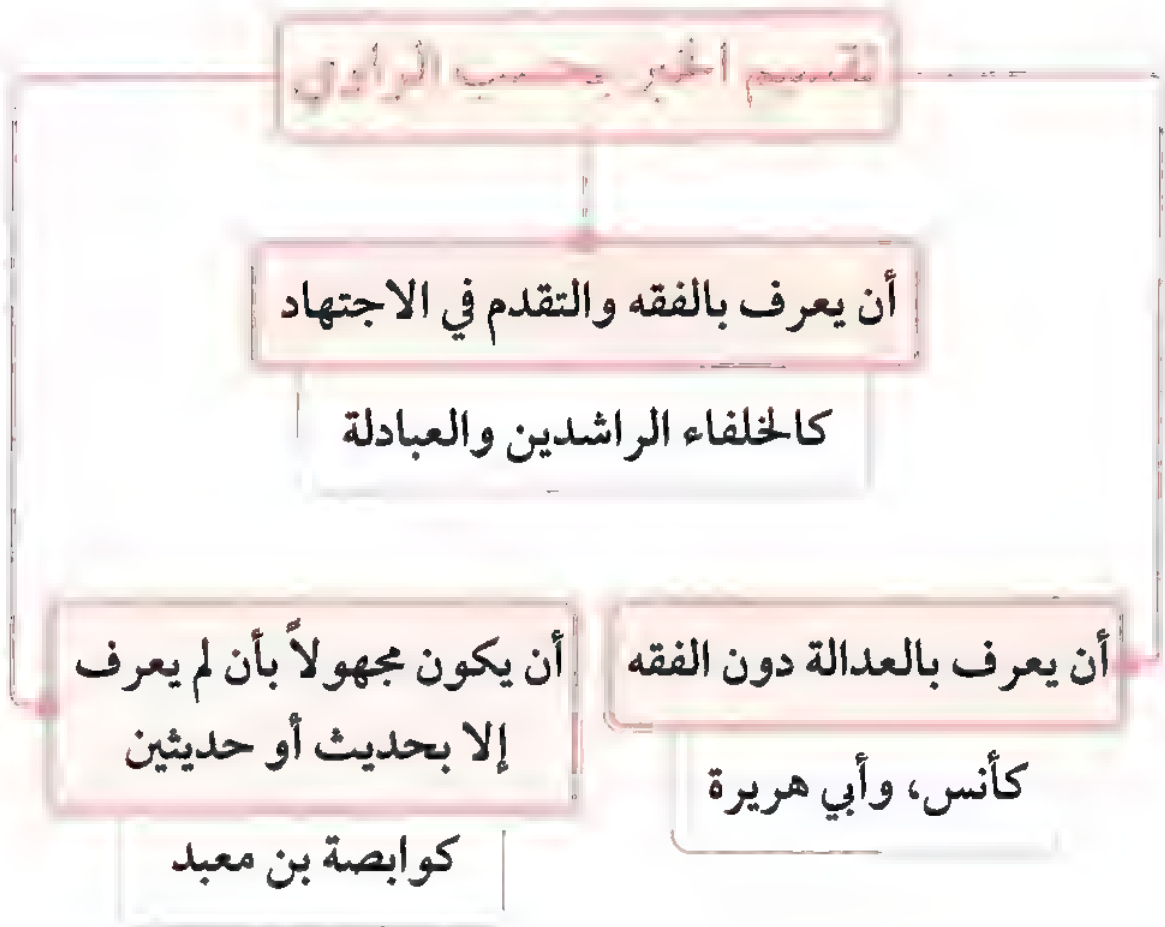 تقسيم الخبر بحسب الراوي
أن يعرف بالفقه والتقدم في الاجتهاد
كالخلفاء الراشدين والعبادلة
أن يعرف بالعدالة دون الفقه
كأنس، وأبي هريرة
أن يكون مجهولاً بأن لم يعرف
إلا بحديث أو حديثين
كوابصة بن معبد